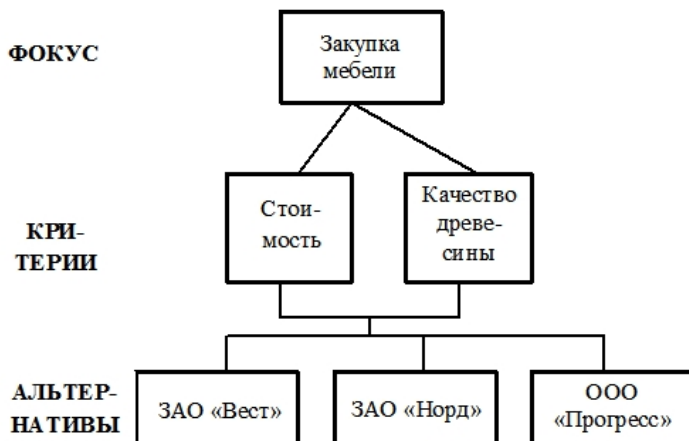 ФОКУС
Закупка
мебели
КРИ-
ТЕРИИ
Стои-
мость
Качество
древе-
сины
АЛЬТЕР-
НАТИВЫ
ЗАО «Вест»
ЗАО «Норд»
ООО
«Прогресс»